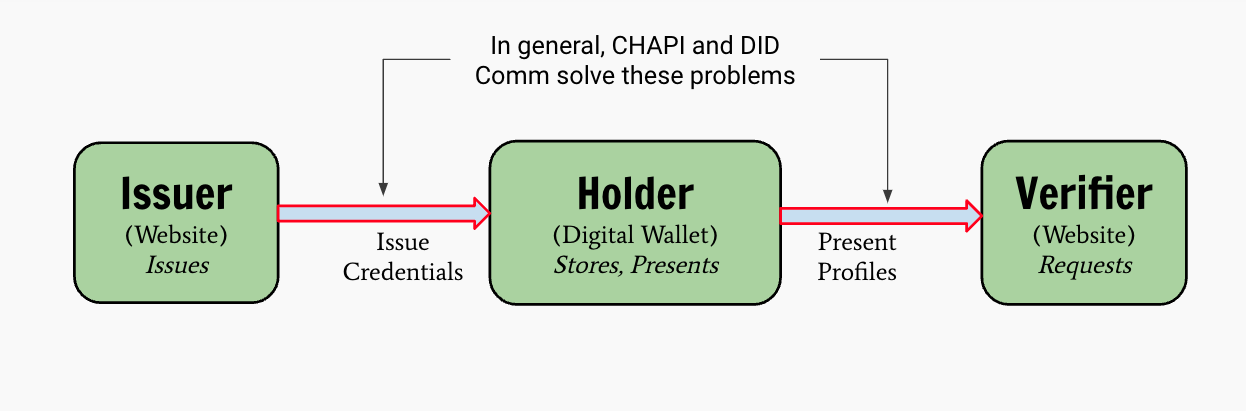 In general, CHAPI and DID
Comm solve these problems
Issuer
(Website)
Issues
Issue
Credentials
Holder
(Digital Wallet)
Stores, Presents
Present
Profiles
Verifier
(Website)
Requests